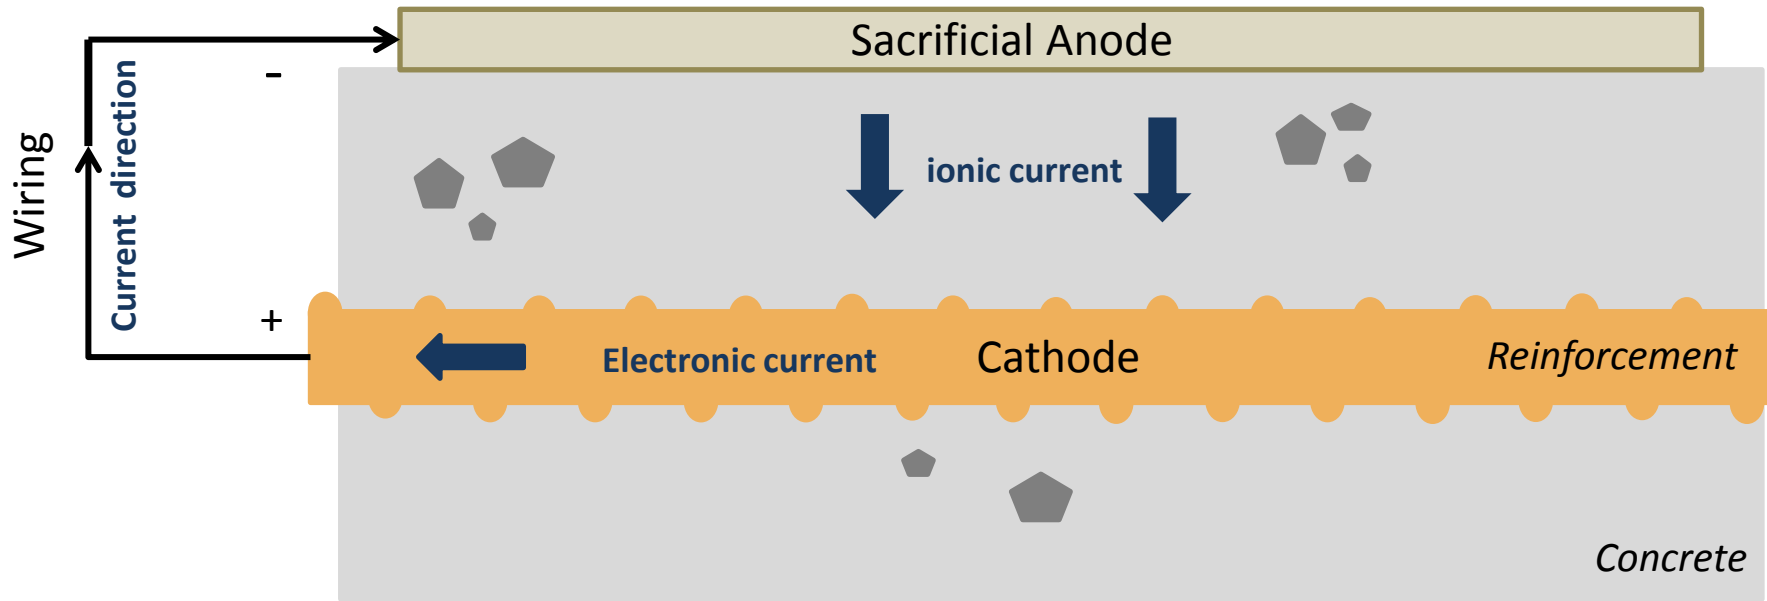 Sacrificial Anode
-
Wiring
Current direction
ionic current
+
Electronic current
Cathode
Reinforcement
Concrete